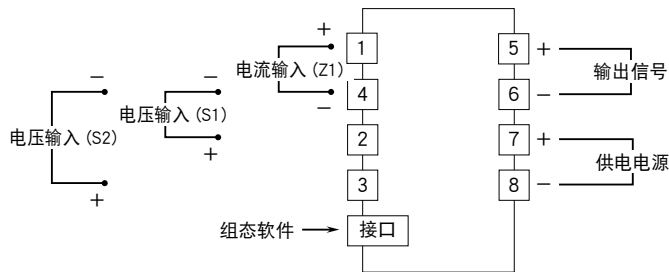 +
电流输入 (Z1)
−
1
4
2
3
−
电压输入 (S1)
+
−
电压输入 (S2)
+
组态软件
接口
5 +
输出信号
6 −
7 +
供电电源
8 −